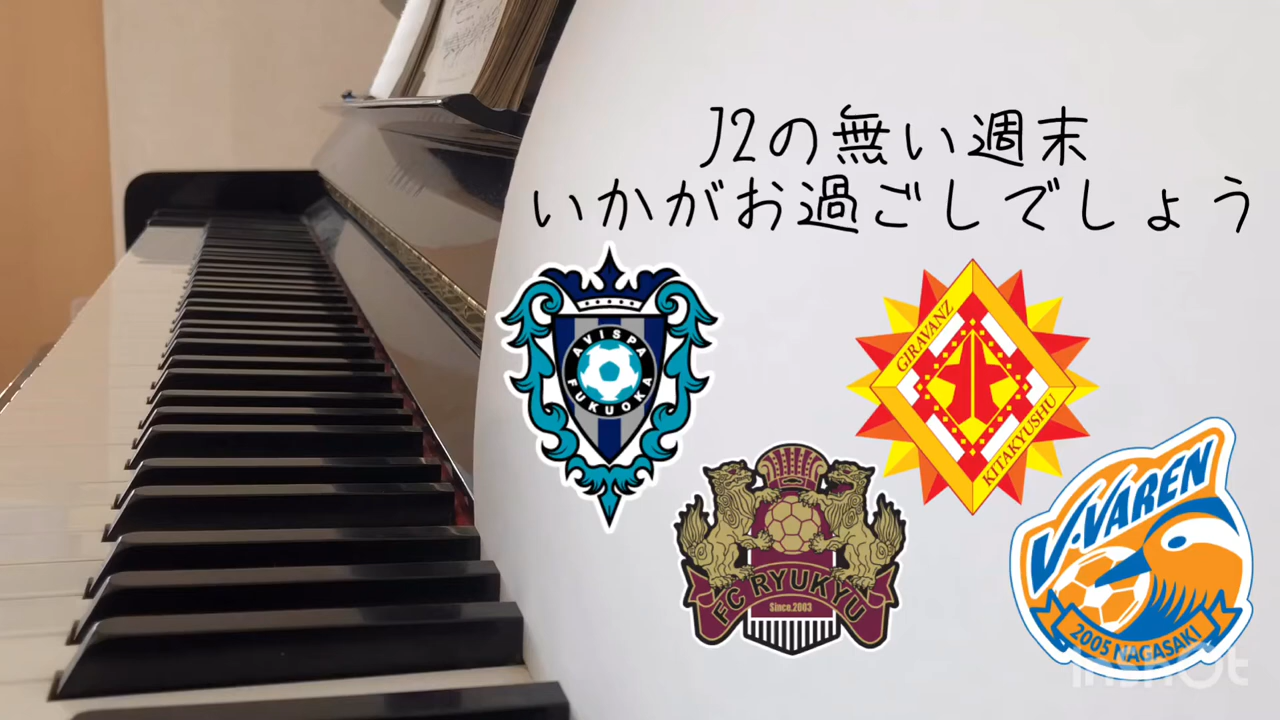 J2の無い週末
いかがお過ごしでしょう
AVISPA
FUKUOKA
GIRAVANZ
KITAKYUSHU
FC RYUKYU
Since.2003
V·VAREN
2005 NAGASAKI
InShot